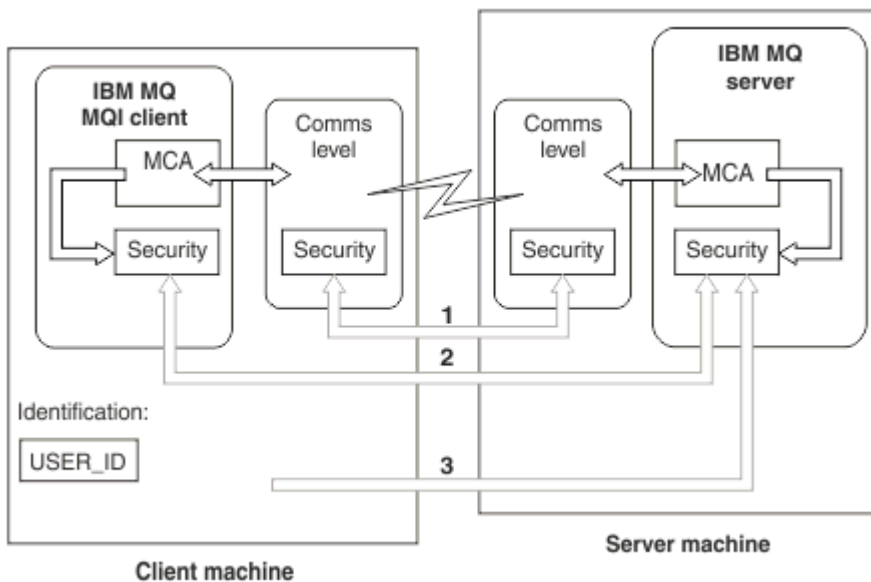 IBM MQ
MQI client
MCA
Security
Comms
level
Security
Comms
level
Security
IBM MQ
server
MCA
Security
1
2
Identification:
USER_ID
3
Client machine
Server machine